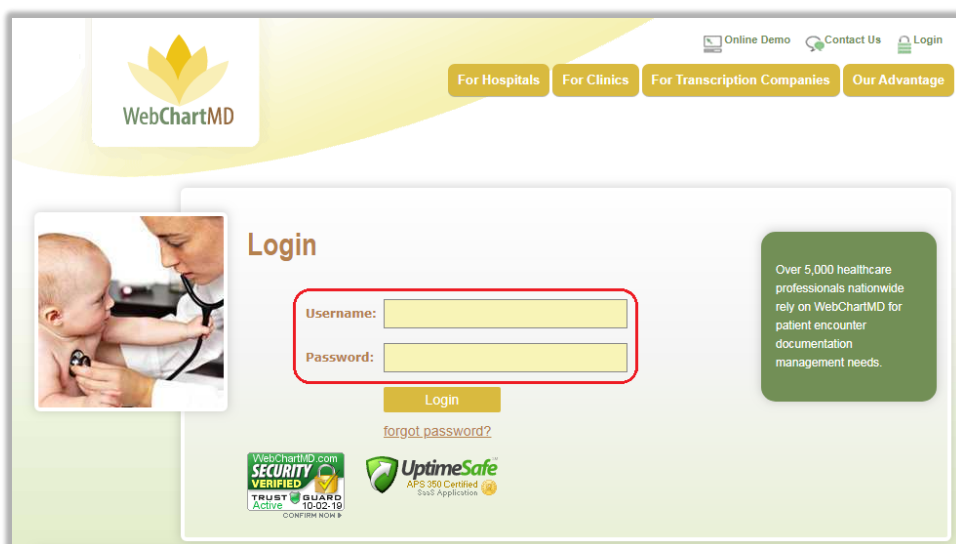 WebChartMD
Online Demo
Contact Us
Login
For Hospitals
For Clinics
For Transcription Companies
Our Advantage
Login
Username:
Password:
Login
forgot password?
Over 5,000 healthcare
professionals nationwide
rely on WebChartMD for
patient encounter
documentation
management needs.
WebChartMD.com
SECURITY
VERIFIED
TRUST GUARD
Active 10-02-19
CONFIRM NOW
UptimeSafe
APS 350 Certified
SaaS Application